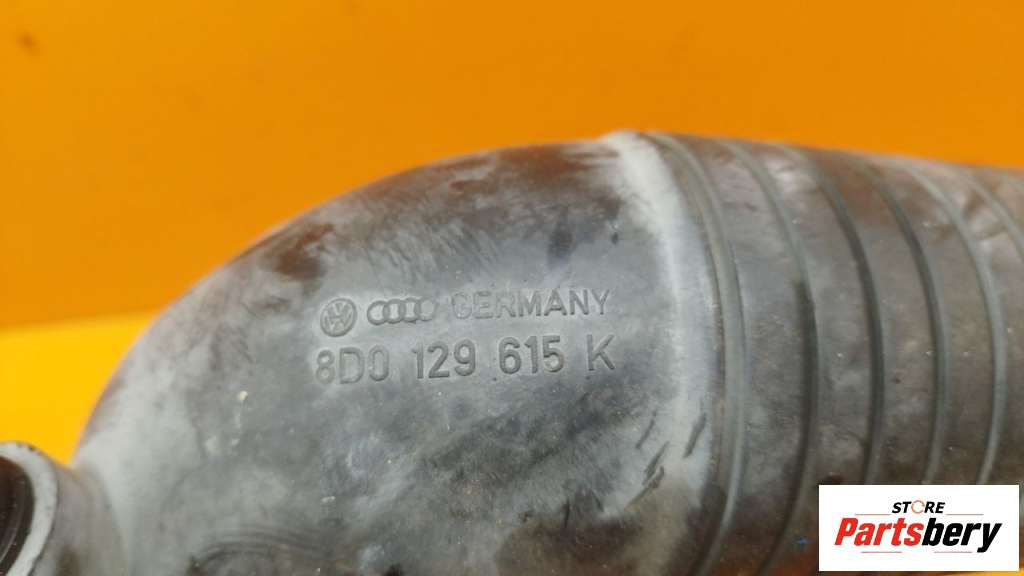 GERMANY
8D0 129 615 K
STORE
Partsbery